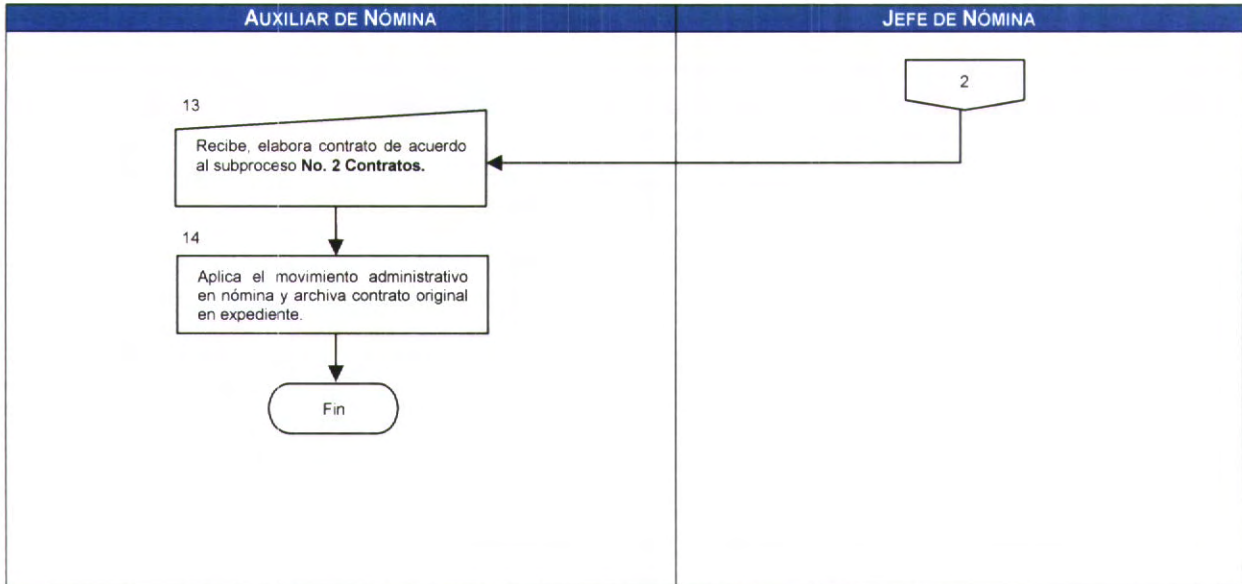 AUXILIAR DE NÓMINA
JEFE DE NÓMINA
2
13
Recibe, elabora contrato de acuerdo
al subproceso No. 2 Contratos.
14
Aplica el movimiento administrativo
en nómina y archiva contrato original
en expediente.
Fin